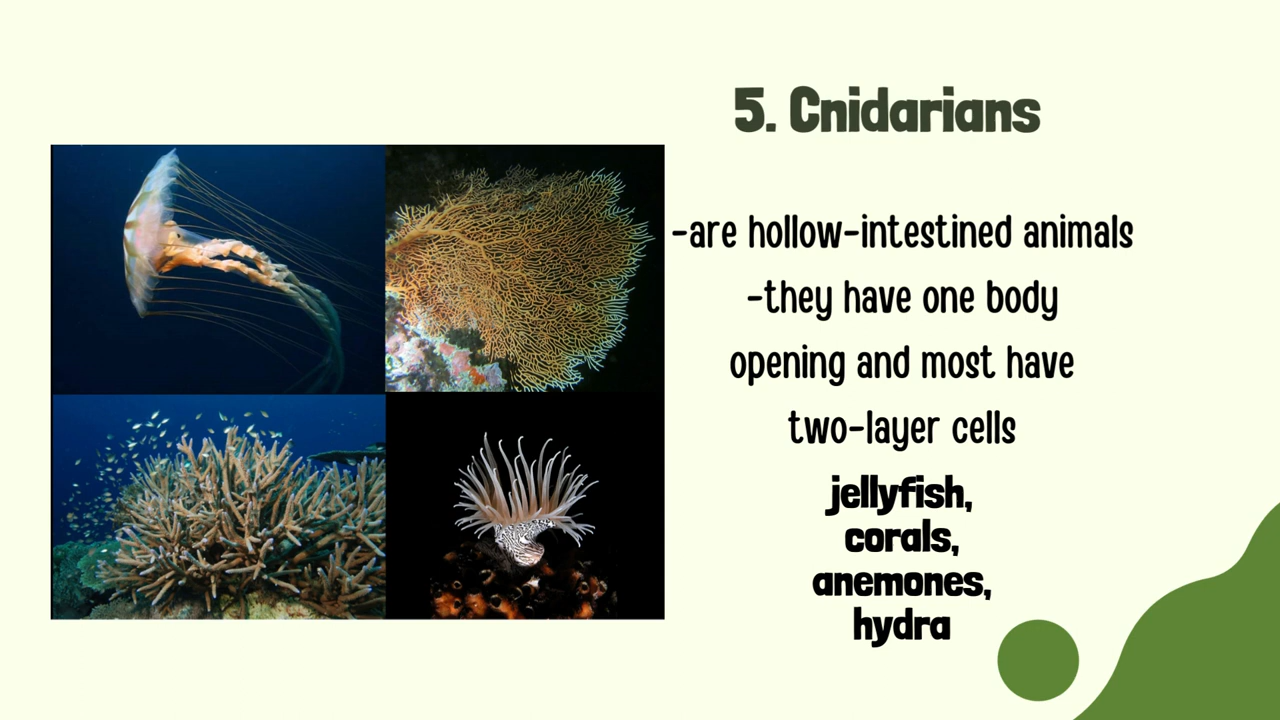 5. Cnidarians
-are hollow-intestined animals
-they have one body
opening and most have
two-layer cells
jellyfish,
corals,
anemones,
hydra